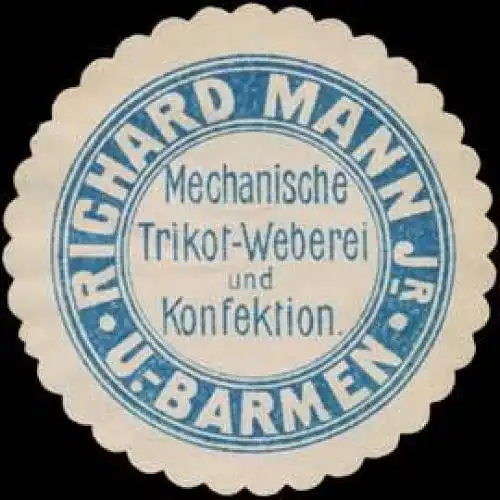 RICHARD MANN JR.
Mechanische
Trikot-Weberei
und
Konfektion.
U.-BARMEN